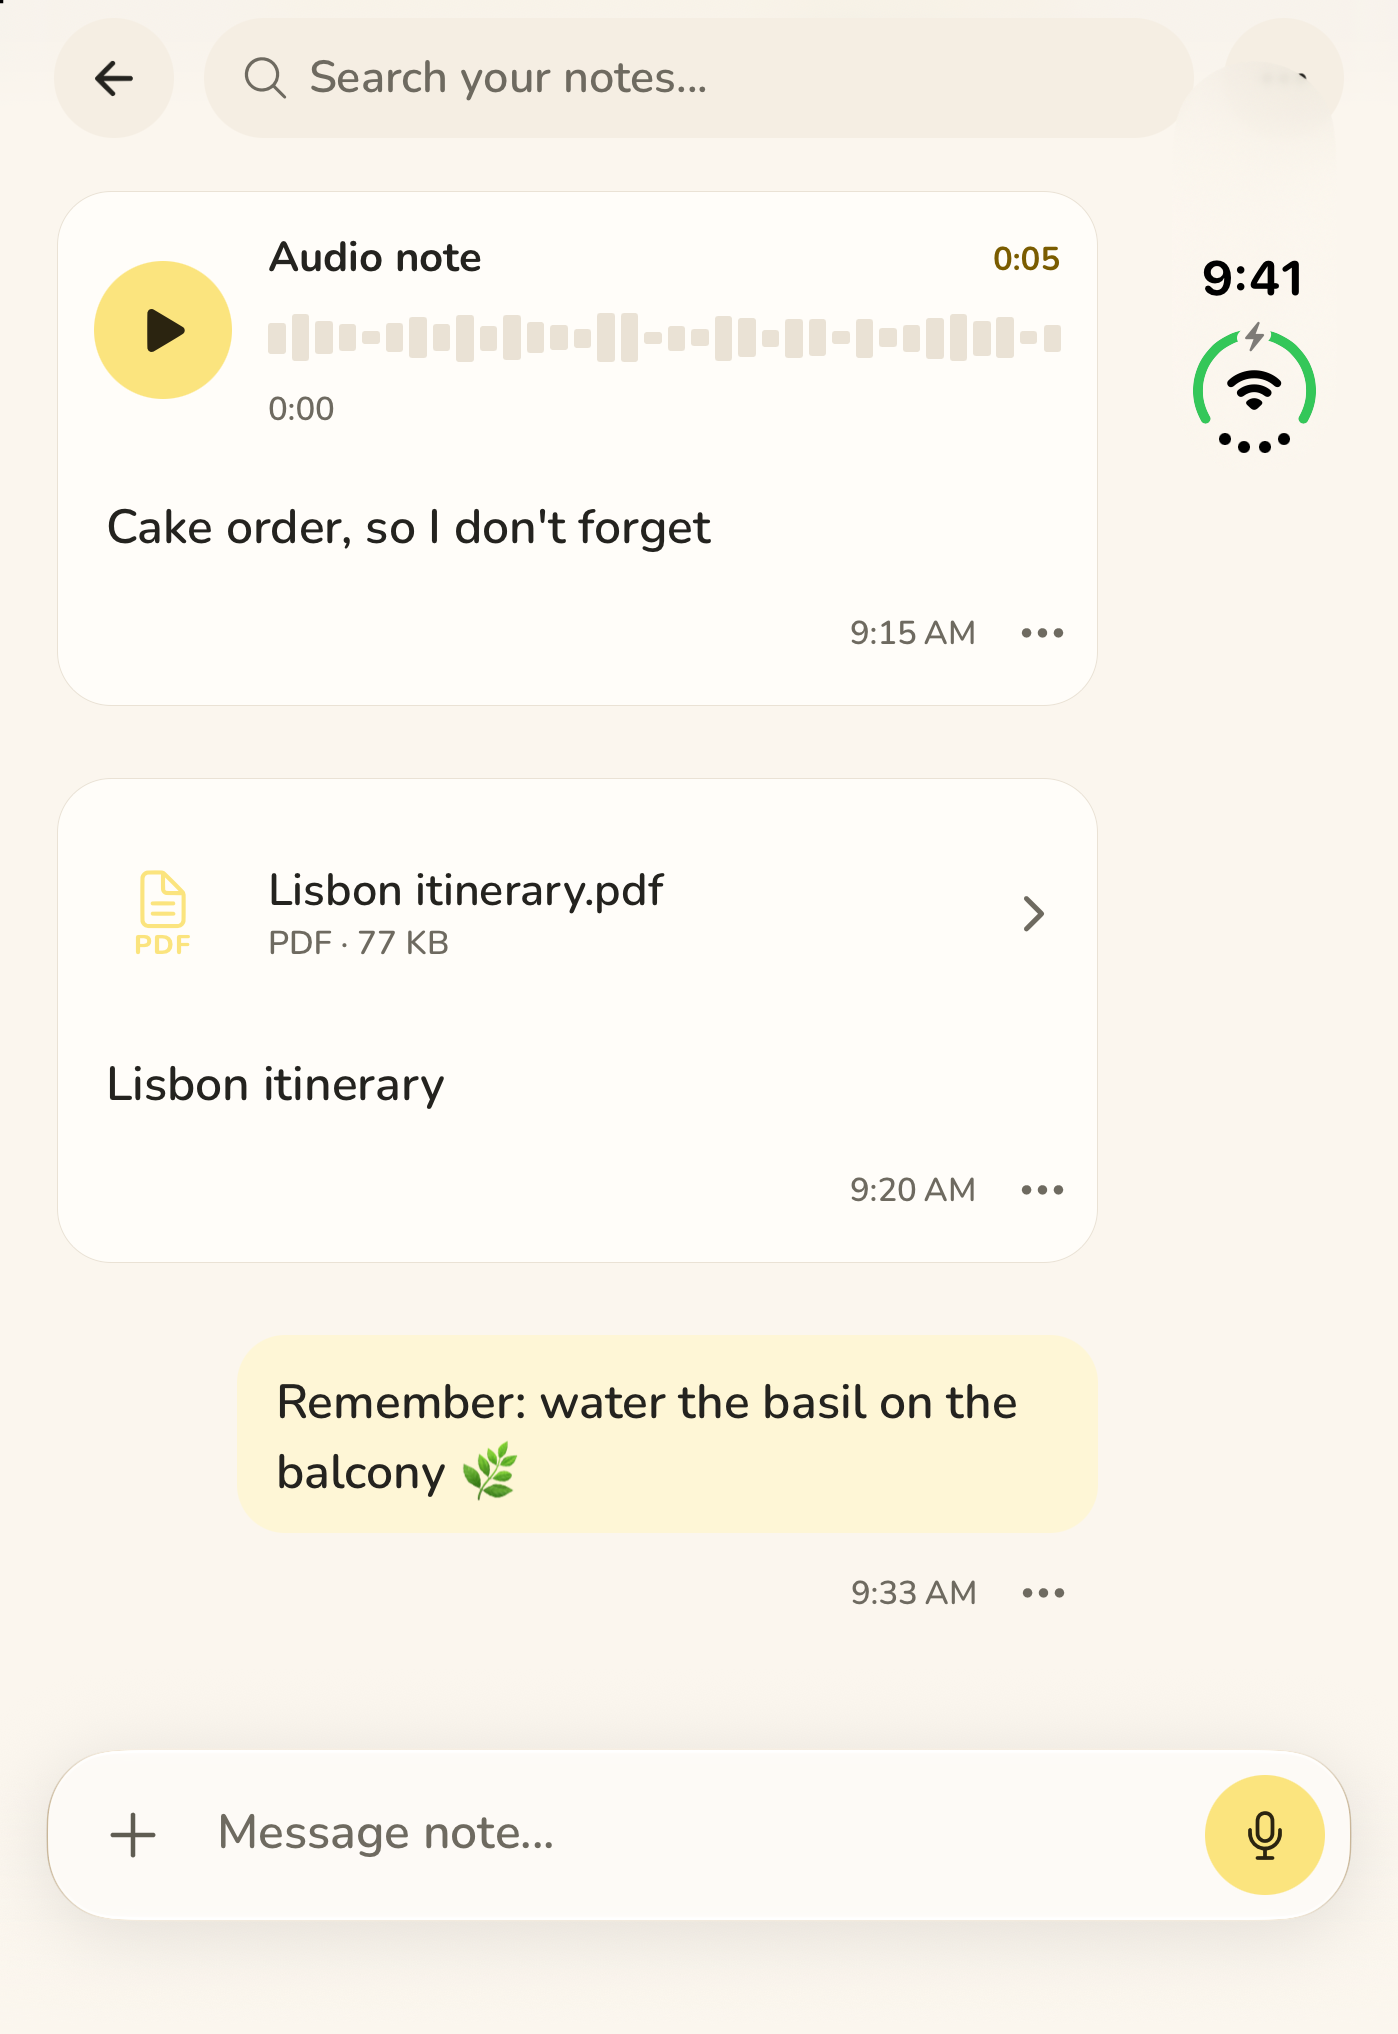 Search your notes...
Audio note
0:05
9:41
0:00
Cake order, so I don't forget
9:15 AM
Lisbon itinerary.pdf
PDF
PDF · 77 KB
Lisbon itinerary
9:20 AM
Remember: water the basil on the
balcony 🌿
9:33 AM
Message note...